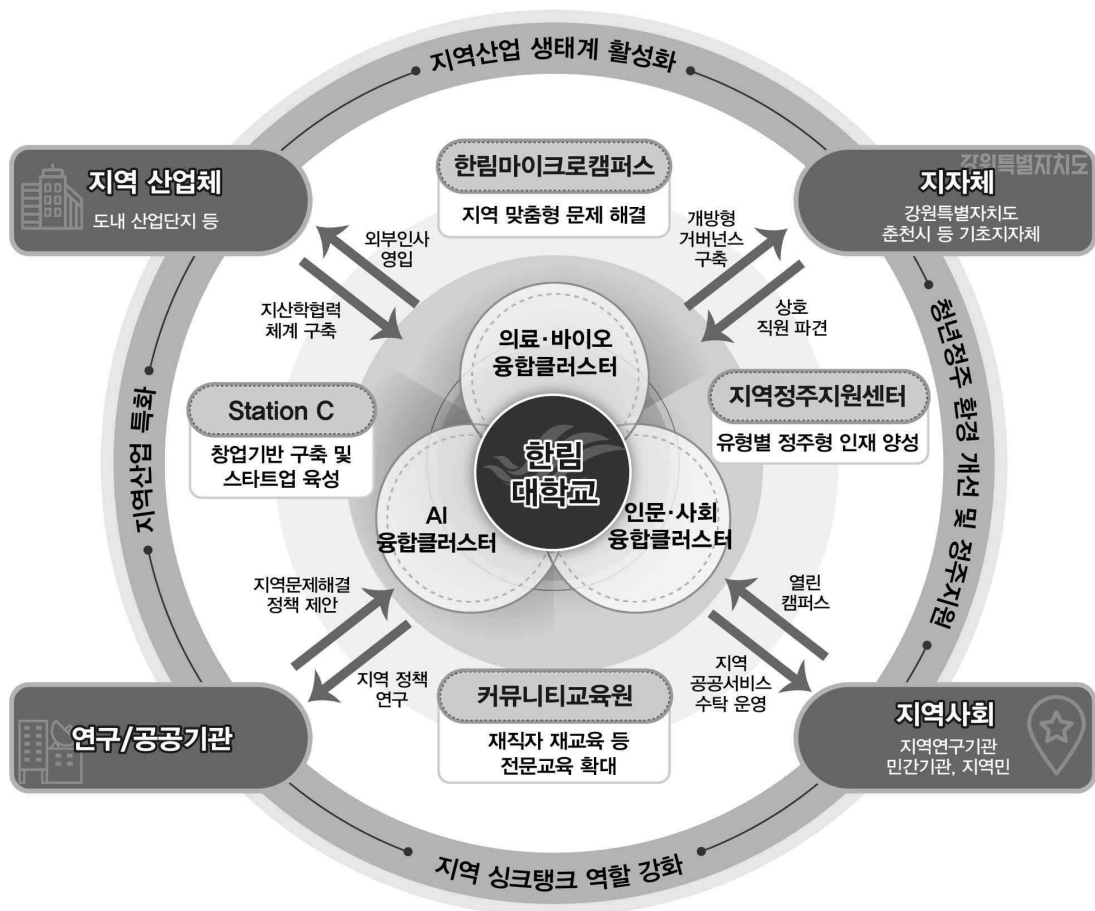 지역산업 생태계 활성화
지역 산업체
도내 산업단지 등
한림마이크로캠퍼스
지역 맞춤형 문제 해결
강원특별자치도
지자체
강원특별자치도
춘천시 등 기초지자체
외부인사
영입
지산학협력
체계 구축
개방형
거버넌스
구축
상호
직원 파견
의료·바이오
융합클러스터
Station C
창업기반 구축 및
스타트업 육성
한림
대학교
지역정주지원센터
유형별 정주형 인재 양성
AI
융합클러스터
인문·사회
융합클러스터
지역산업 특화
청년정주 환경 개선 및 정주지원
지역문제해결
정책 제안
지역 정책
연구
열린
캠퍼스
지역
공공서비스
수탁 운영
연구/공공기관
커뮤니티교육원
재직자 재교육 등
전문교육 확대
지역사회
지역연구기관
민간기관, 지역민
지역 싱크탱크 역할 강화